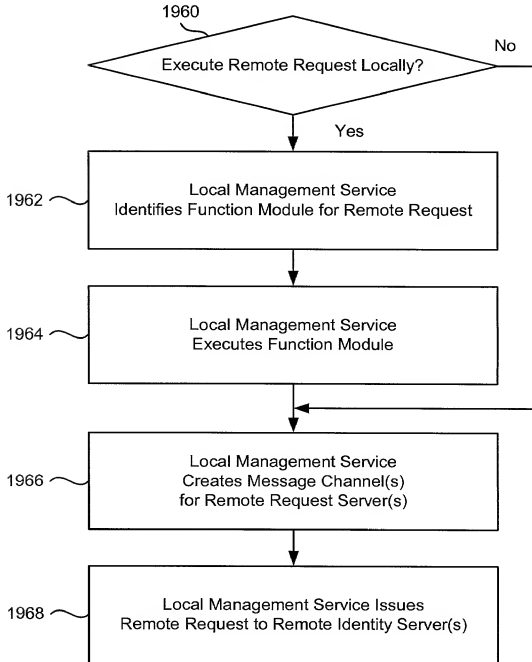 1960
Execute Remote Request Locally?
No
Yes
1962
Local Management Service
Identifies Function Module for Remote Request
1964
Local Management Service
Executes Function Module
1966
Local Management Service
Creates Message Channel(s)
for Remote Request Server(s)
1968
Local Management Service Issues
Remote Request to Remote Identity Server(s)